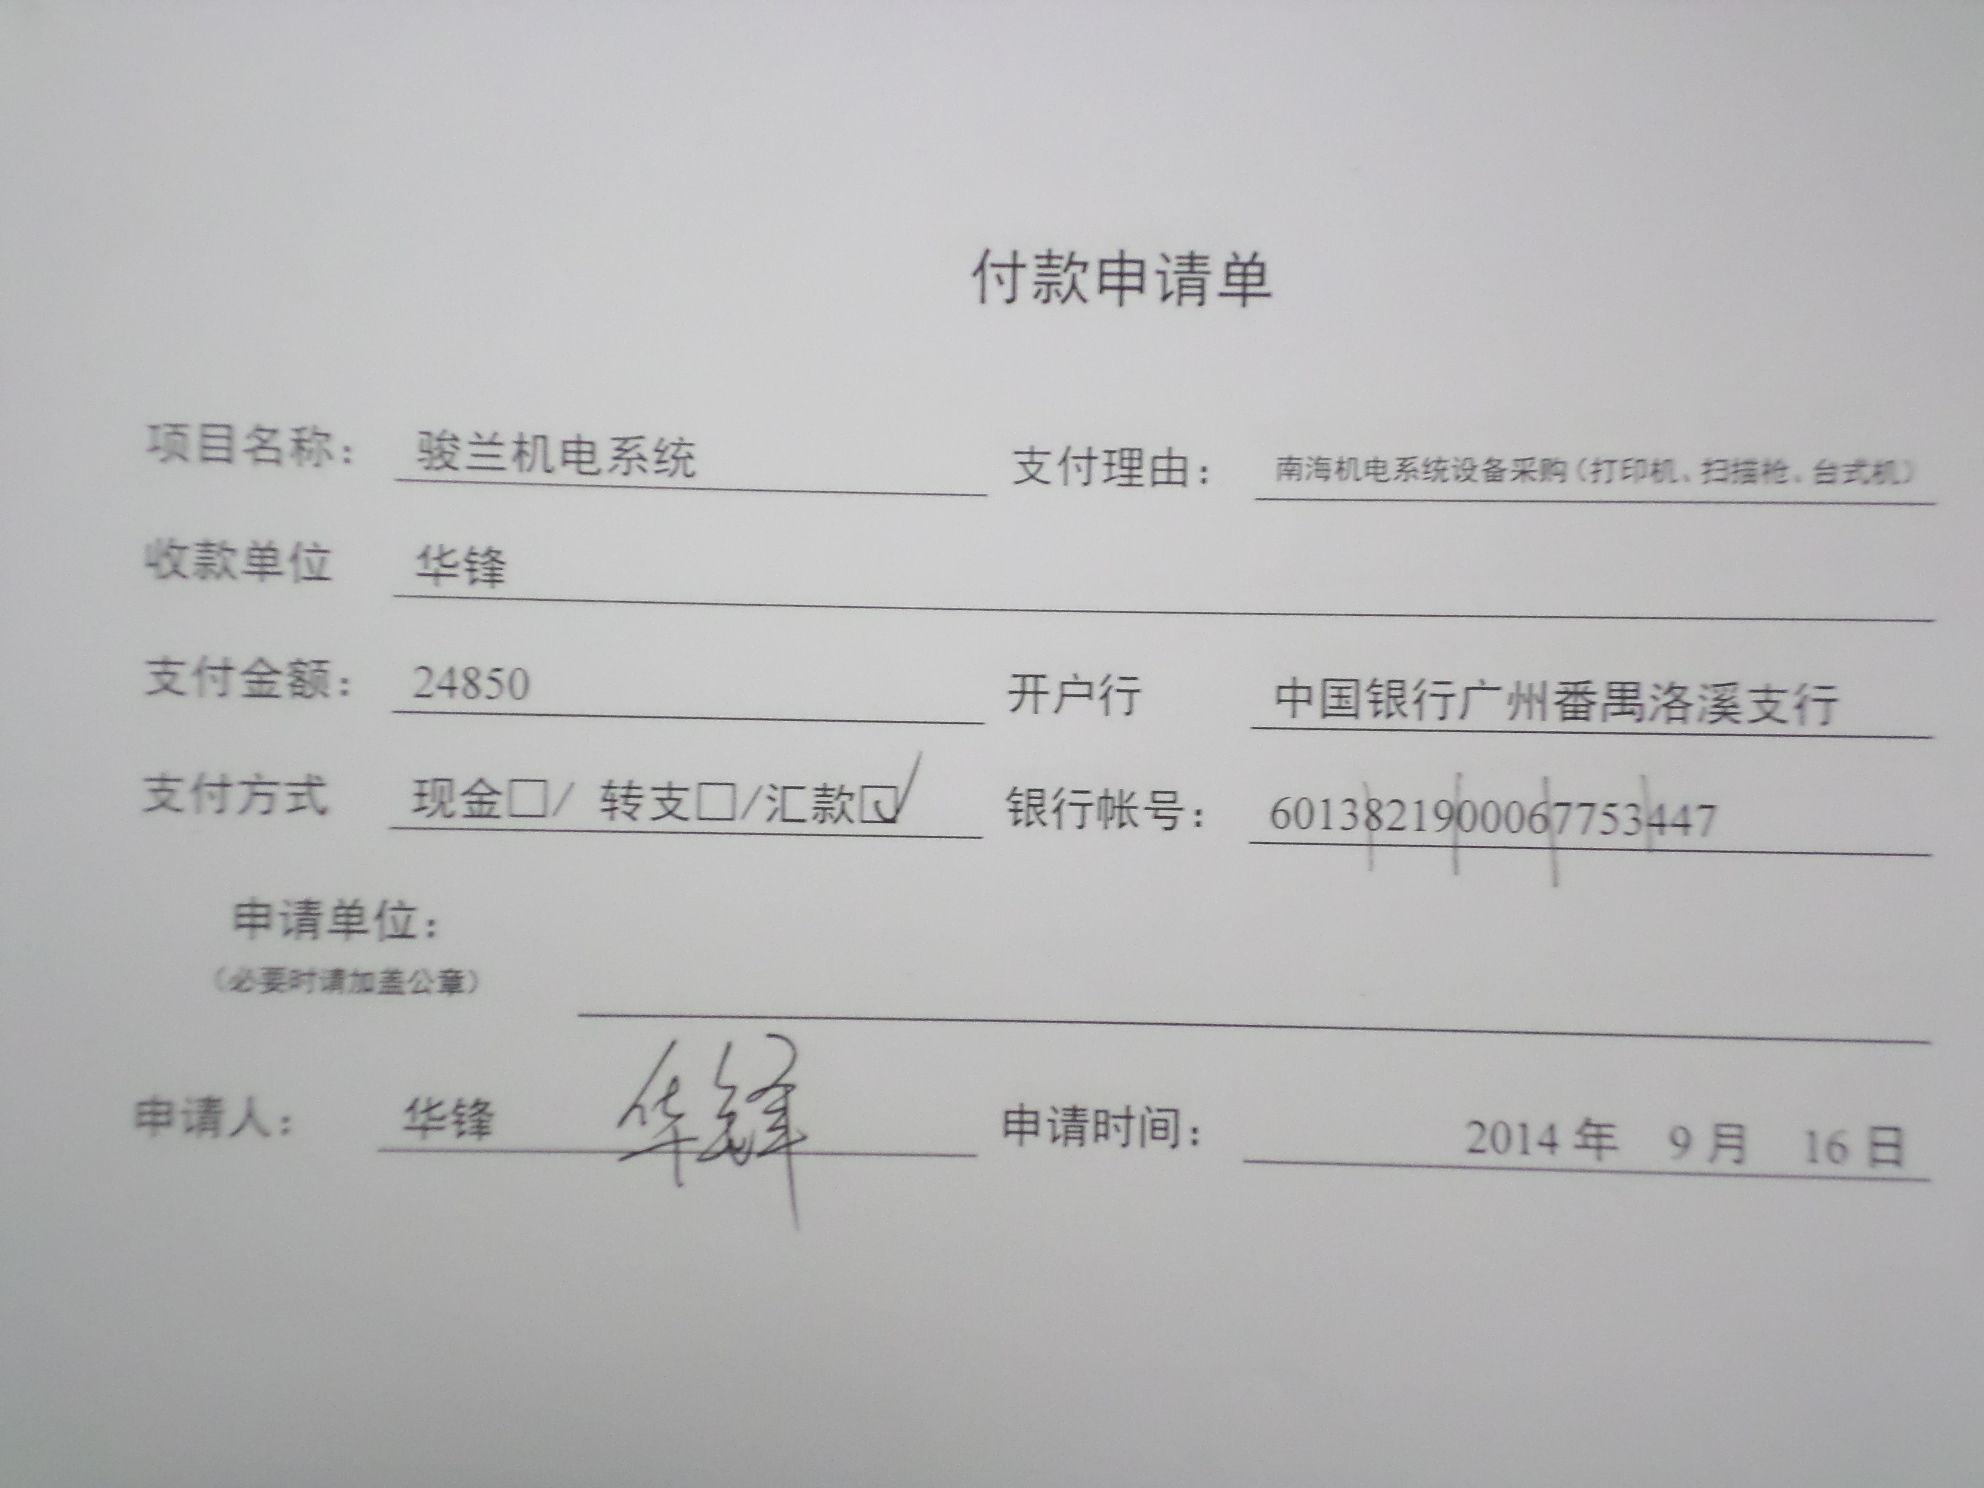 付款申请单
项目名称： 骏兰机电系统 支付理由： 南海机电系统设备采购（打印机、扫描枪、台式机）
收款单位 华锋
支付金额： 24850 开户行 中国银行广州番禺洛溪支行
支付方式 现金□/ 转支□/汇款☑ 银行帐号： 6013821900067753447
申请单位：
（必要时请加盖公章）
申请人： 华锋 华锋 申请时间： 2014 年 9 月 16 日